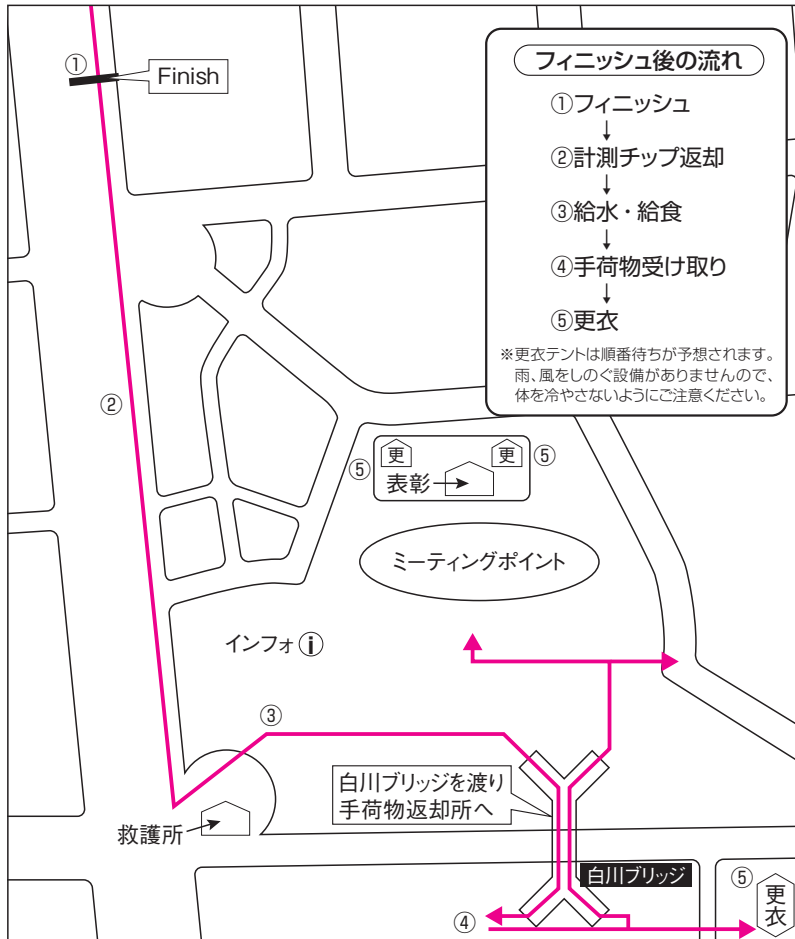 ①
Finish
フィニッシュ後の流れ
①フィニッシュ
↓
②計測チップ返却
↓
③給水・給食
↓
④手荷物受け取り
↓
⑤更衣
※更衣テントは順番待ちが予想されます。
雨、風をしのぐ設備がありませんので、
体を冷やさないようにご注意ください。
②
⑤
更
更
⑤
表彰
ミーティングポイント
インフォⓘ
③
白川ブリッジを渡り
手荷物返却所へ
救護所
白川ブリッジ
④
⑤
更衣